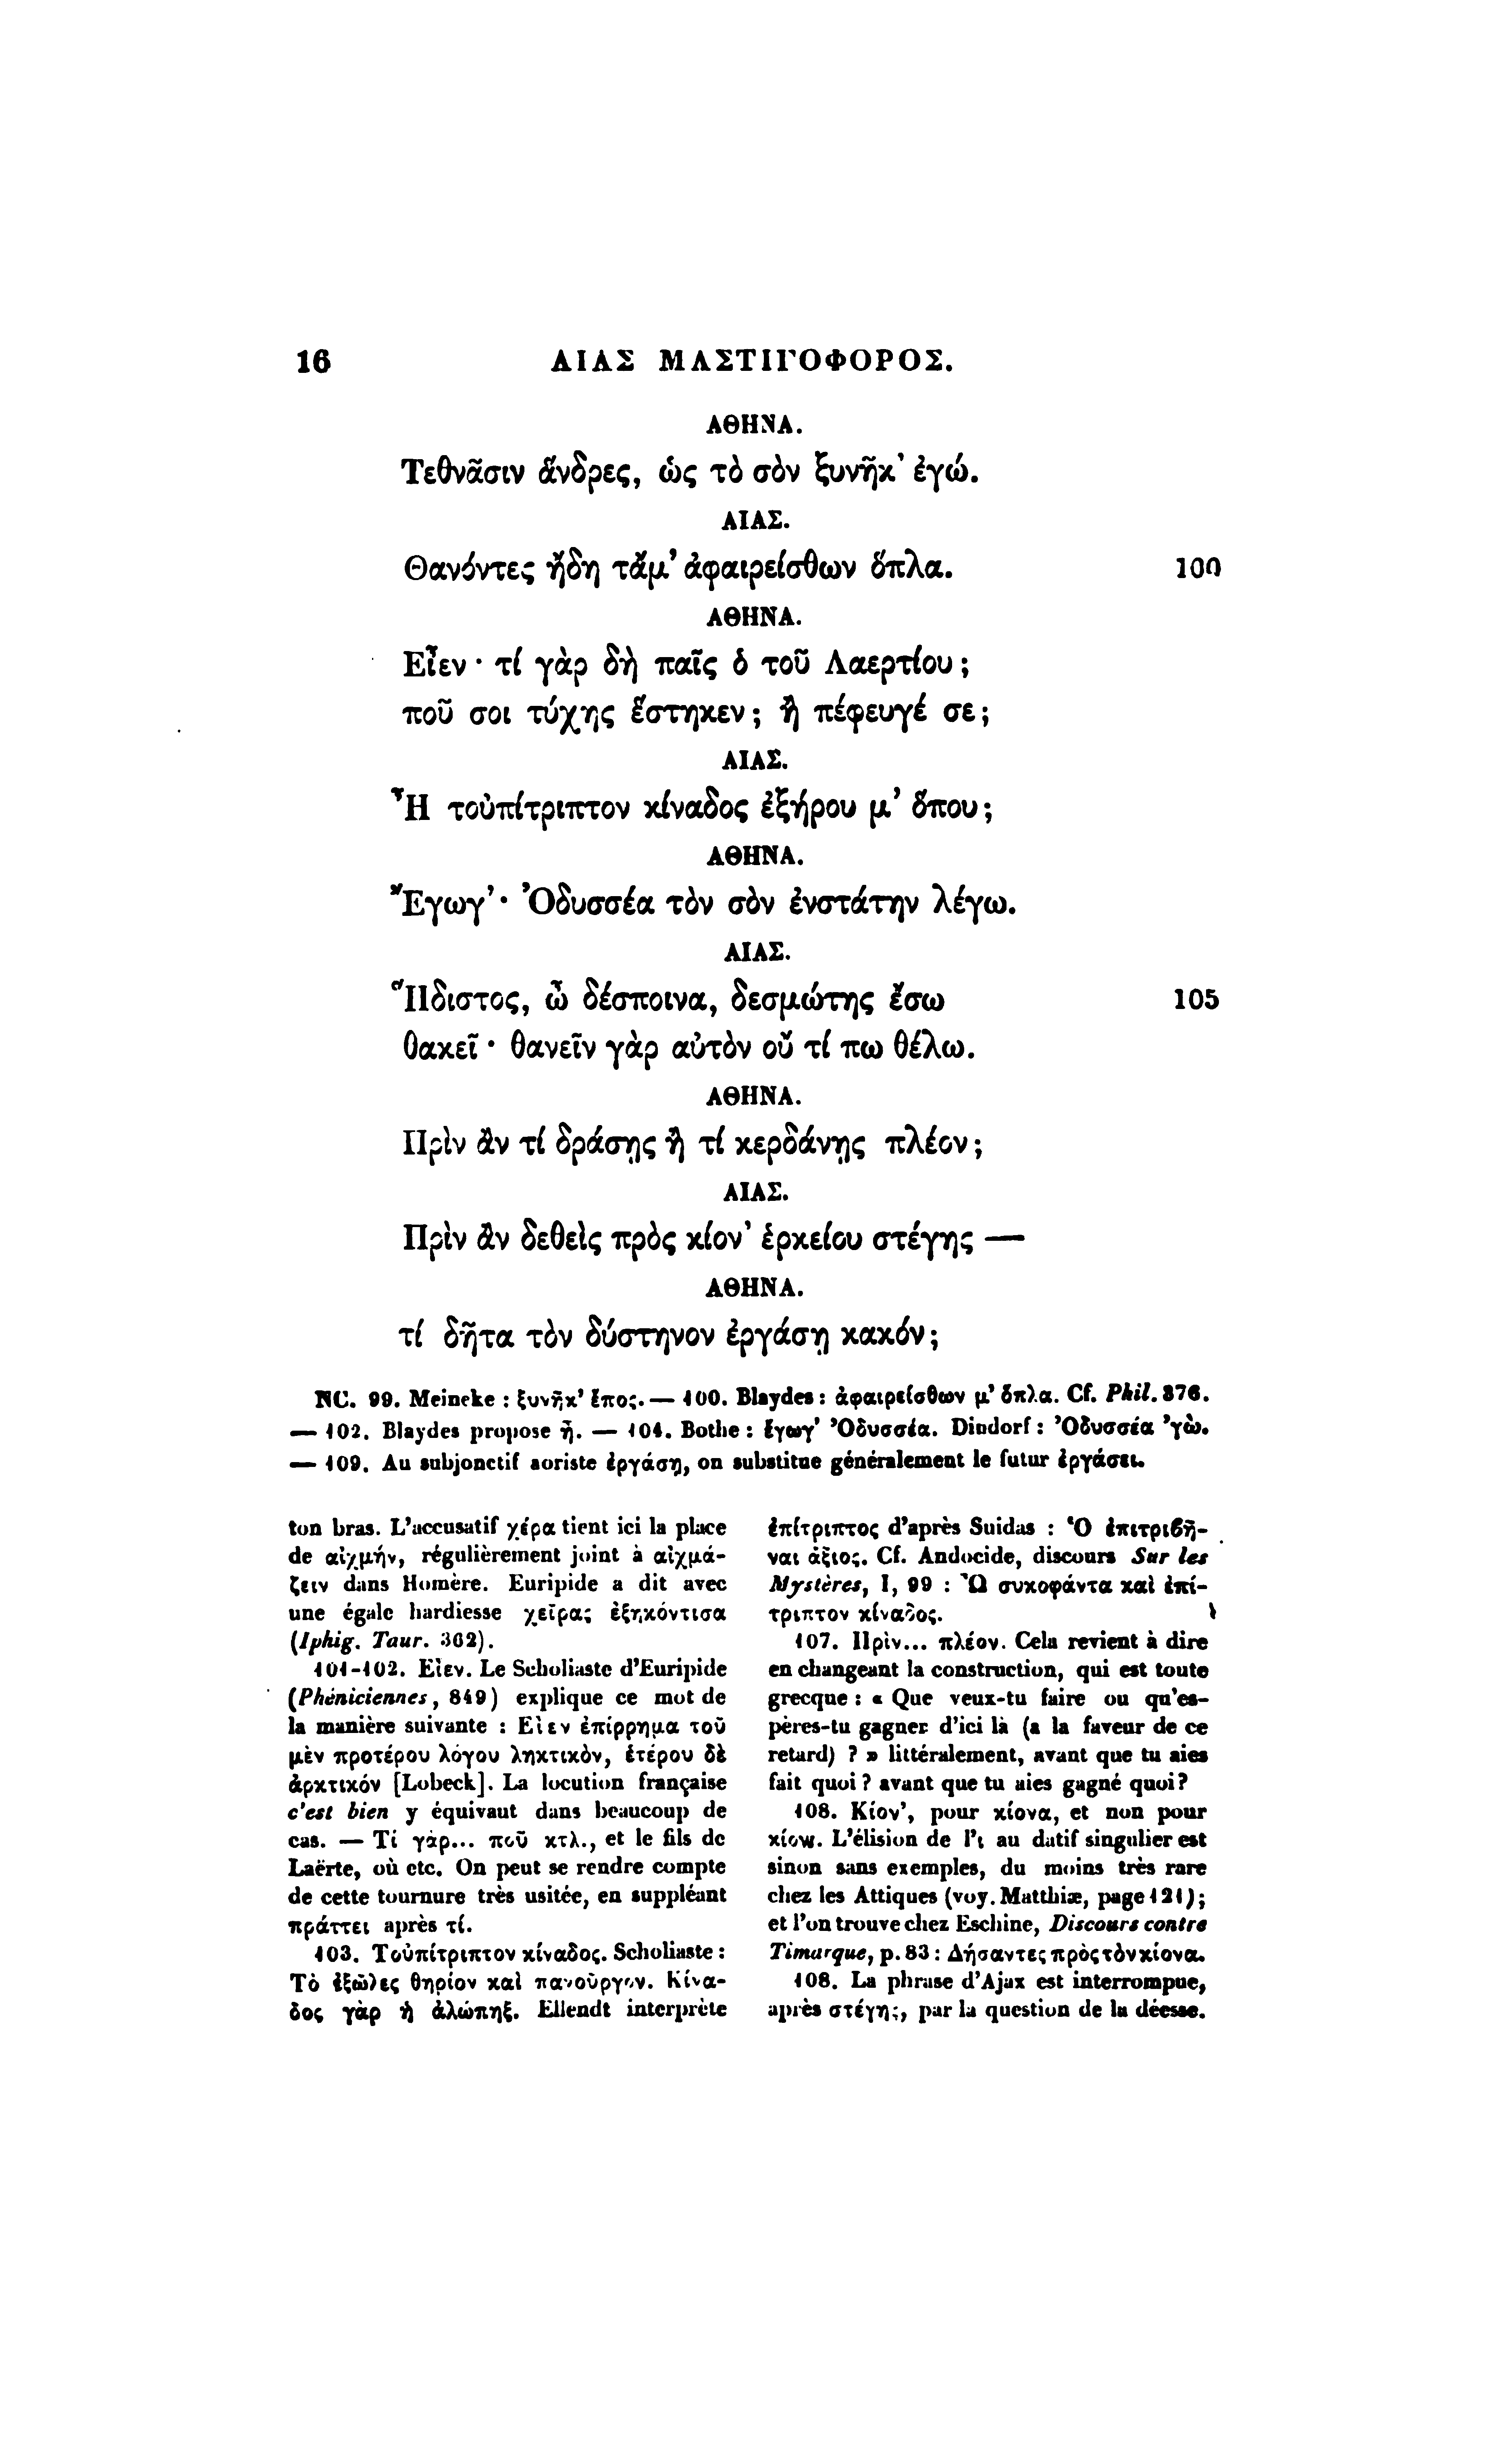 16 ΑΙΑΣ ΜΑΣΤΙΓΟΦΟΡΟΣ.
ΑΘΗΝΑ.
Τεθνᾶσιν ἅνδρες, ὡς τὸ σὸν ξυνῆκ’ ἐγώ.
ΑΙΑΣ.
Θανόντες ἤδη τἄμ’ ἀφαιρείσθων ὅπλα. 100
ΑΘΗΝΑ.
Εἶεν · τί γὰρ δὴ παῖς ὁ τοῦ Λαερτίου ;
ποῦ σοι τύχης ἕστηκεν ; ἢ πέφευγέ σε ;
ΑΙΑΣ.
Ἦ τοὐπίτριπτον κίναδος ἐξήρου μ’ ὅπου ;
ΑΘΗΝΑ.
Ἔγωγ’ · Ὀδυσσέα τὸν σὸν ἐνστάτην λέγω.
ΑΙΑΣ.
Ἥδιστος, ὦ δέσποινα, δεσμώτης ἔσω 105
θακεῖ · θανεῖν γὰρ αὐτὸν οὔ τί πω θέλω.
ΑΘΗΝΑ.
Πρὶν ἂν τί δράσῃς ἢ τί κερδάνῃς πλέον ;
ΑΙΑΣ.
Πρὶν ἂν δεθεὶς πρὸς κίον’ ἑρκείου στέγης —
ΑΘΗΝΑ.
τί δῆτα τὸν δύστηνον ἐργάσῃ κακόν ;
NC. 99. Meineke : ξυνῆκ’ ἔπος. — 100. Blaydes : ἀφαιρείσθων μ’ ὅπλα. Cf. Phil. 376.
— 102. Blaydes propose ἦ. — 104. Bothe : ἔγωγ’ Ὀδυσσέα. Dindorf : Ὀδυσσέα ’γώ.
— 109. Au subjonctif aoriste ἐργάσῃ, on substitue généralement le futur ἐργάσει.
ton bras. L’accusatif χέρα tient ici la place
de αἰχμήν, régulièrement joint à αἰχμά-
ζειν dans Homère. Euripide a dit avec
une égale hardiesse χεῖρας ἐξηκόντισα
(Iphig. Taur. 362).
101-102. Εἶεν. Le Scholiaste d’Euripide
(Phéniciennes, 849) explique ce mot de
la manière suivante : Εἶεν ἐπίρρημα τοῦ
μὲν προτέρου λόγου ληκτικὸν, ἑτέρου δὲ
ἀρκτικόν [Lobeck]. La locution française
c’est bien y équivaut dans beaucoup de
cas. — Τί γὰρ... ποῦ κτλ., et le fils de
Laërte, où etc. On peut se rendre compte
de cette tournure très usitée, en suppléant
πράττει après τί.
103. Τοὐπίτριπτον κίναδος. Scholiaste :
Τὸ ἐξῶλες θηρίον καὶ πανοῦργον. Κίνα-
δος γὰρ ἡ ἀλώπηξ. Ellendt interprète
ἐπίτριπτος d’après Suidas : Ὁ ἐπιτριβῆ-
ναι ἄξιος. Cf. Andocide, discours Sur les
Mystères, I, 99 : Ὦ συκοφάντα καὶ ἐπί-
τριπτον κίναδος.
107. Πρὶν... πλέον. Cela revient à dire
en changeant la construction, qui est toute
grecque : « Que veux-tu faire ou qu’es-
pères-tu gagner d’ici là (a la faveur de ce
retard) ? » littéralement, avant que tu aies
fait quoi ? avant que tu aies gagné quoi?
108. Κίον’, pour κίονα, et non pour
κίονι. L’élision de l’ι au datif singulier est
sinon sans exemples, du moins très rare
chez les Attiques (voy. Matthiæ, page 121);
et l’on trouve chez Eschine, Discours contre
Timarque, p. 83 : Δήσαντες πρὸς τὸν κίονα.
108. La phrase d’Ajax est interrompue,
après στέγης, par la question de la déesse.